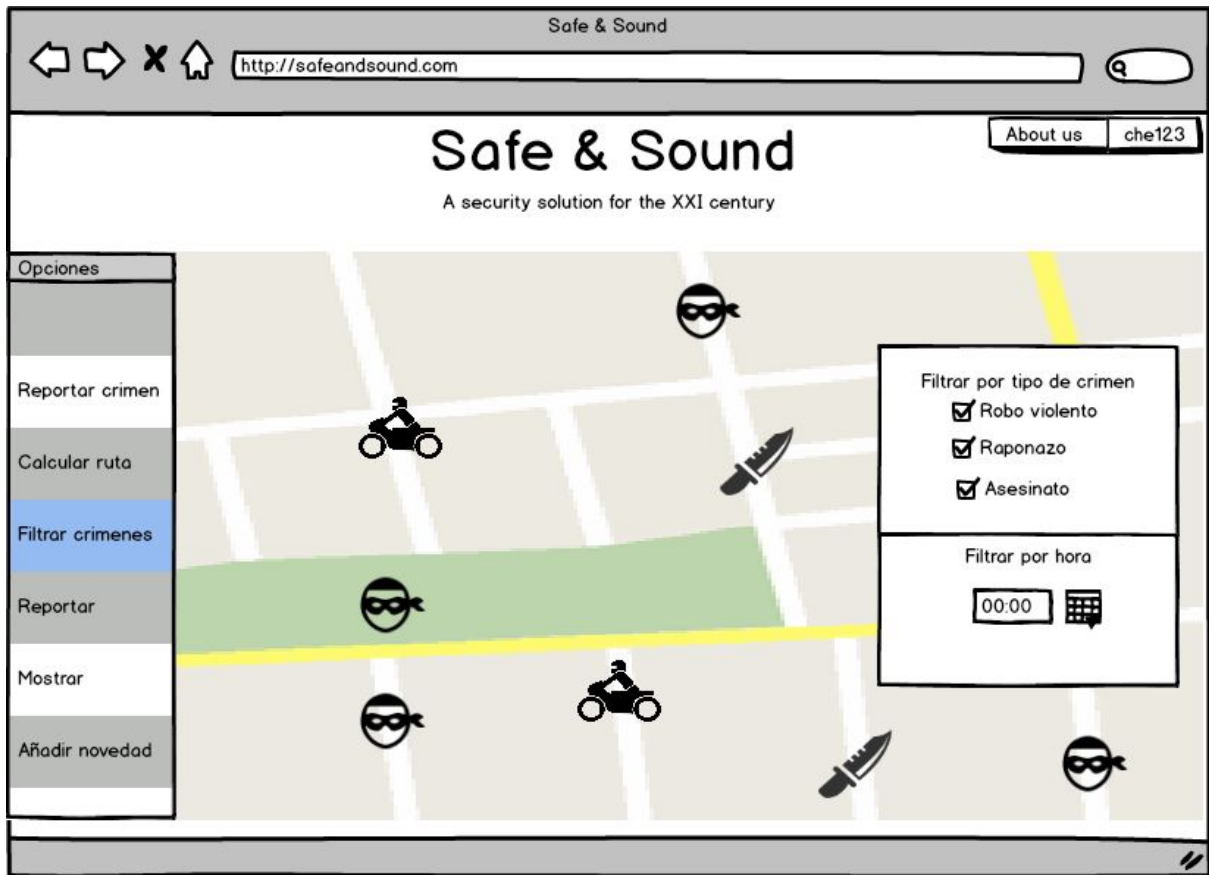 Safe & Sound
http://safeandsound.com
About us
che123
Safe & Sound
A security solution for the XXI century
Opciones
Reportar crimen
Calcular ruta
Filtrar crimenes
Reportar
Mostrar
Añadir novedad
Filtrar por tipo de crimen
Robo violento
Raponazo
Asesinato
Filtrar por hora
00:00